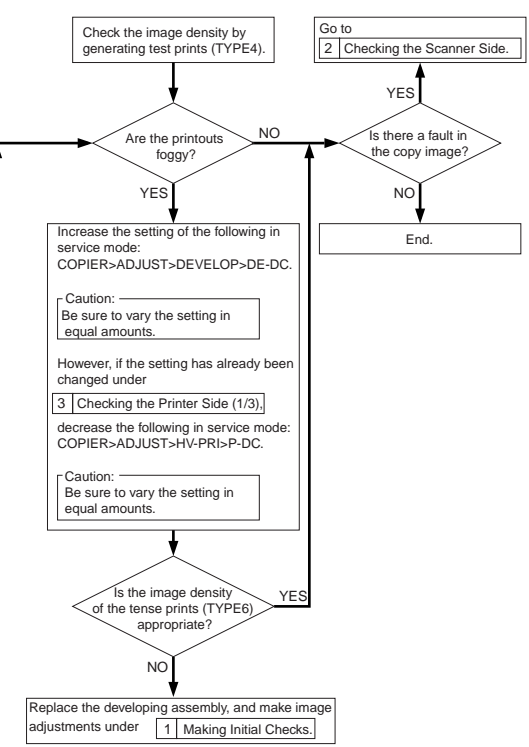 Check the image density by
generating test prints (TYPE4).
Go to
2 Checking the Scanner Side.
YES
Are the printouts
foggy?
NO
Is there a fault in
the copy image?
YES
NO
Increase the setting of the following in
service mode:
COPIER>ADJUST>DEVELOP>DE-DC.
End.
Caution:
Be sure to vary the setting in
equal amounts.
However, if the setting has already been
changed under
3 Checking the Printer Side (1/3),
decrease the following in service mode:
COPIER>ADJUST>HV-PRI>P-DC.
Caution:
Be sure to vary the setting in
equal amounts.
Is the image density
of the tense prints (TYPE6)
appropriate?
YES
NO
Replace the developing assembly, and make image
adjustments under 1 Making Initial Checks.